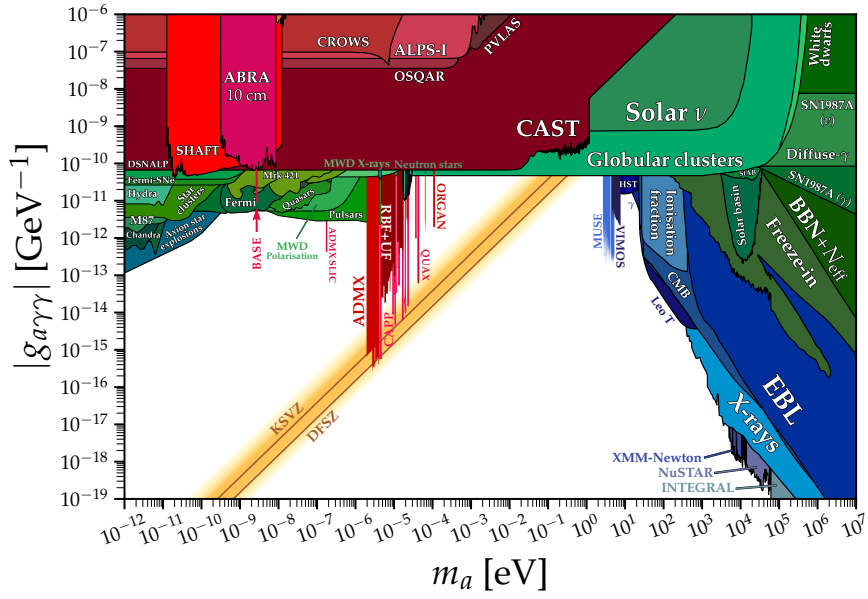 10⁻⁶
10⁻⁷
10⁻⁸
10⁻⁹
10⁻¹⁰
10⁻¹¹
10⁻¹²
10⁻¹³
10⁻¹⁴
10⁻¹⁵
10⁻¹⁶
10⁻¹⁷
10⁻¹⁸
10⁻¹⁹
|g_{aγγ}| [GeV⁻¹]
CROWS
ALPS-I
PVLAS
OSQAR
ABRA
10 cm
SHAFT
CAST
Solar ν
Globular clusters
White
dwarfs
SN1987A
(ν)
Diffuse-γ
SN1987A (γ)
DSNALP
Fermi-SNe
Hydra
M87
Chandra
Star
clusters
Axion star
explosions
Fermi
Mrk 421
Quasars
MWD X-rays
Neutron stars
Pulsars
MWD
Polarisation
BASE
ADMX SLIC
ADMX
RBF+UF
CAPP
QUAX
ORGAN
MUSE
VIMOS
HST
γ
Ionisation
fraction
CMB
Leo T
StAB
Solar basin
BBN+N_{eff}
Freeze-in
EBL
X-rays
XMM-Newton
NuSTAR
INTEGRAL
KSVZ
DFSZ
10⁻¹² 10⁻¹¹ 10⁻¹⁰ 10⁻⁹ 10⁻⁸ 10⁻⁷ 10⁻⁶ 10⁻⁵ 10⁻⁴ 10⁻³ 10⁻² 10⁻¹ 10⁰ 10¹ 10² 10³ 10⁴ 10⁵ 10⁶ 10⁷
m_a [eV]